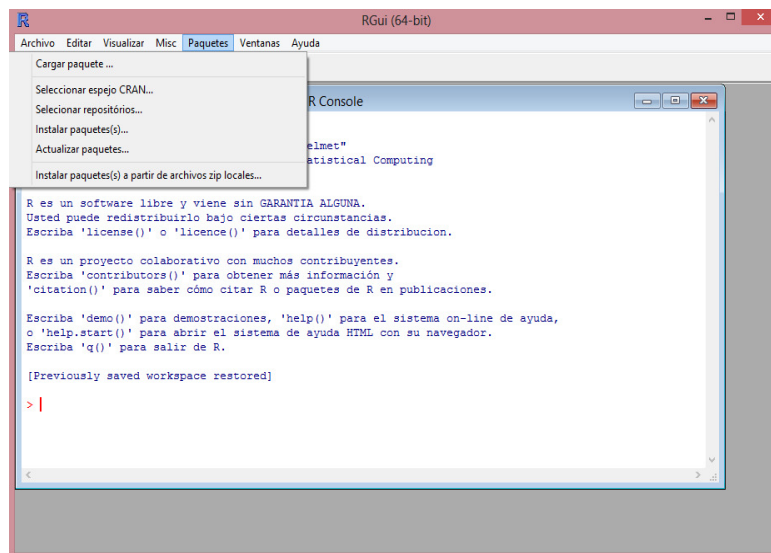 RGui (64-bit)
Archivo Editar Visualizar Misc Paquetes Ventanas Ayuda
Cargar paquete ...
Seleccionar espejo CRAN...
Selecionar repositórios...
Instalar paquetes(s)...
Actualizar paquetes...
Instalar paquetes(s) a partir de archivos zip locales...
R Console
elmet"
atistical Computing
R es un software libre y viene sin GARANTIA ALGUNA.
Usted puede redistribuirlo bajo ciertas circunstancias.
Escriba 'license()' o 'licence()' para detalles de distribucion.
R es un proyecto colaborativo con muchos contribuyentes.
Escriba 'contributors()' para obtener más información y
'citation()' para saber cómo citar R o paquetes de R en publicaciones.
Escriba 'demo()' para demostraciones, 'help()' para el sistema on-line de ayuda,
o 'help.start()' para abrir el sistema de ayuda HTML con su navegador.
Escriba 'q()' para salir de R.
[Previously saved workspace restored]
>